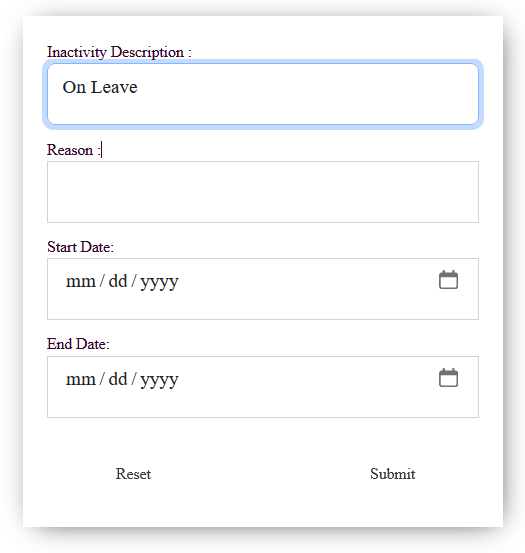 Inactivity Description :
On Leave
Reason :
Start Date:
mm / dd / yyyy
End Date:
mm / dd / yyyy
Reset Submit